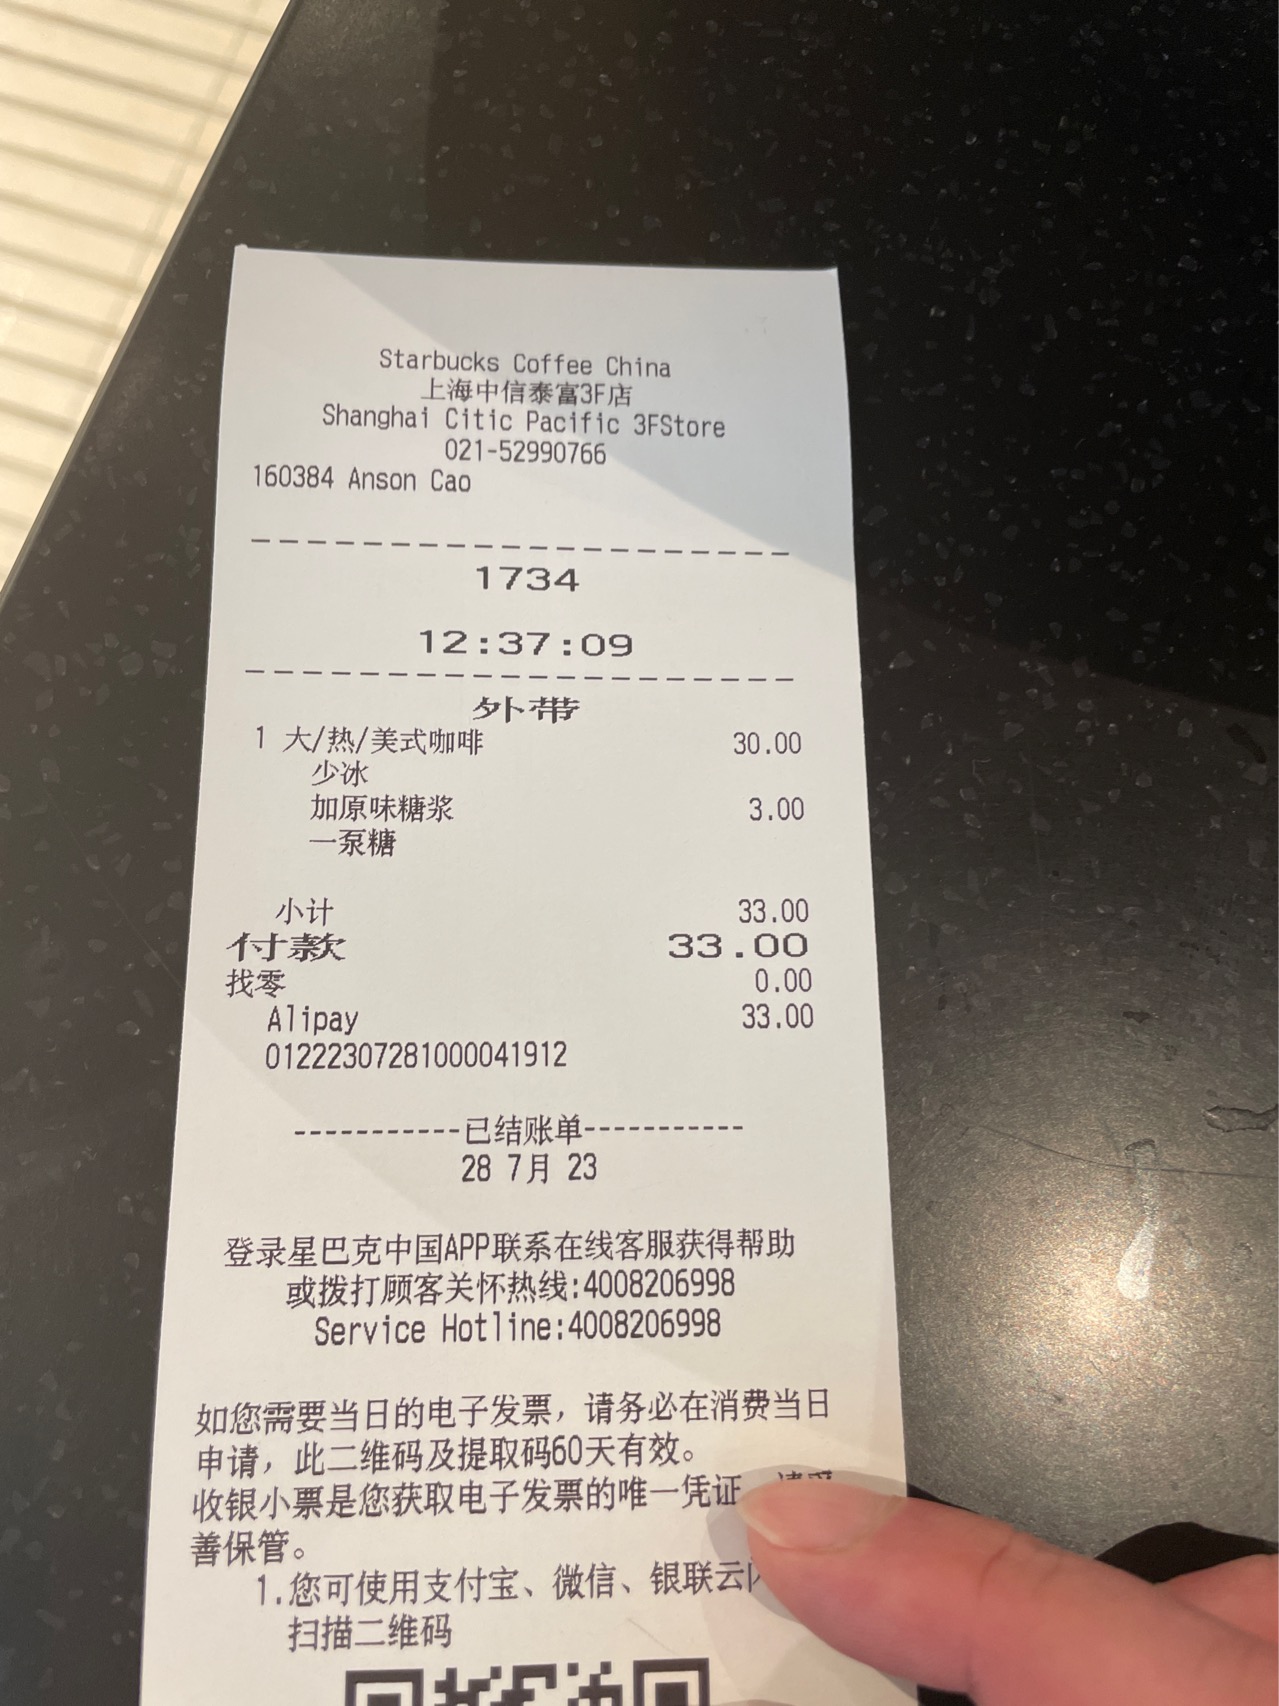 Starbucks Coffee China
上海中信泰富3F店
Shanghai Citic Pacific 3FStore
021-52990766
160384 Anson Cao
1734
12:37:09
外带
1 大/热/美式咖啡 30.00
少冰
加原味糖浆 3.00
一泵糖
小计 33.00
付款 33.00
找零 0.00
Alipay 33.00
01222307281000041912
-----------已结账单-----------
28 7月 23
登录星巴克中国APP联系在线客服获得帮助
或拨打顾客关怀热线:4008206998
Service Hotline:4008206998
如您需要当日的电子发票，请务必在消费当日
申请，此二维码及提取码60天有效。
收银小票是您获取电子发票的唯一凭证
善保管。
1.您可使用支付宝、微信、银联云
扫描二维码